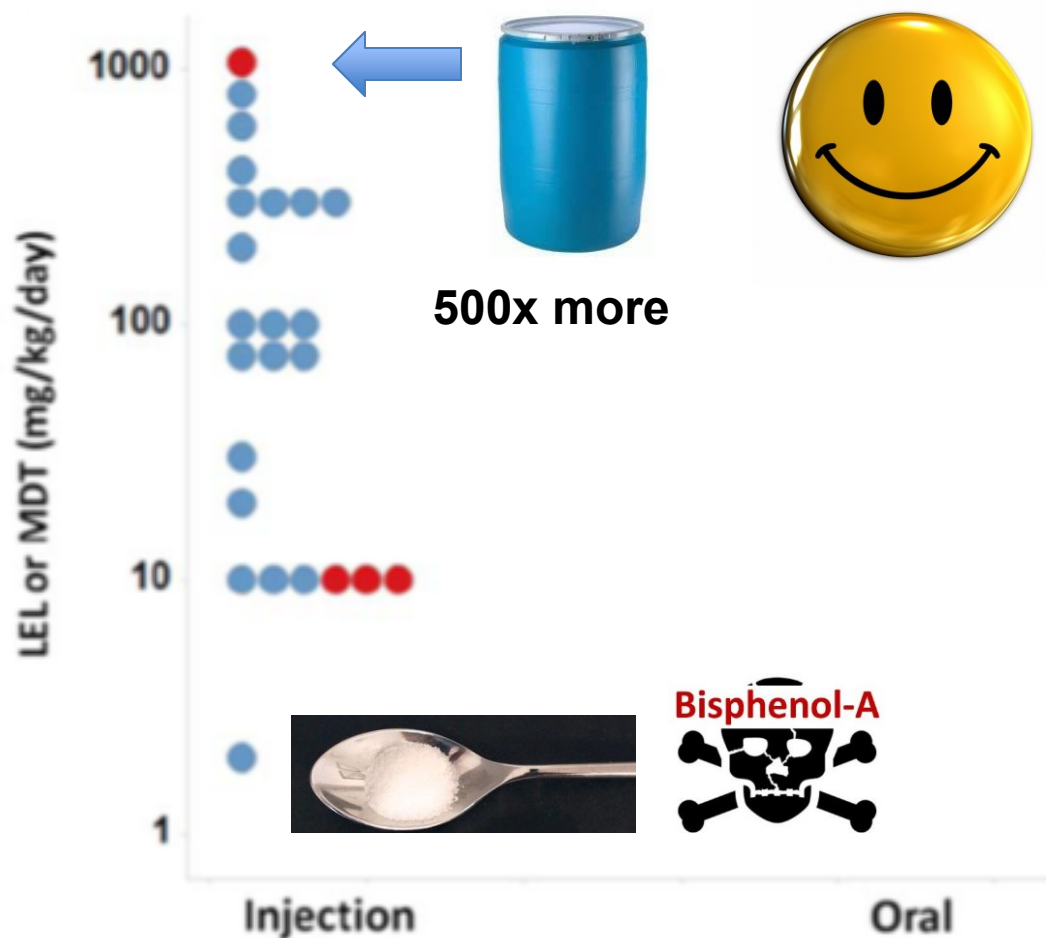 1000
500x more
100
LEL or MDT (mg/kg/day)
10
Bisphenol-A
1
Injection
Oral